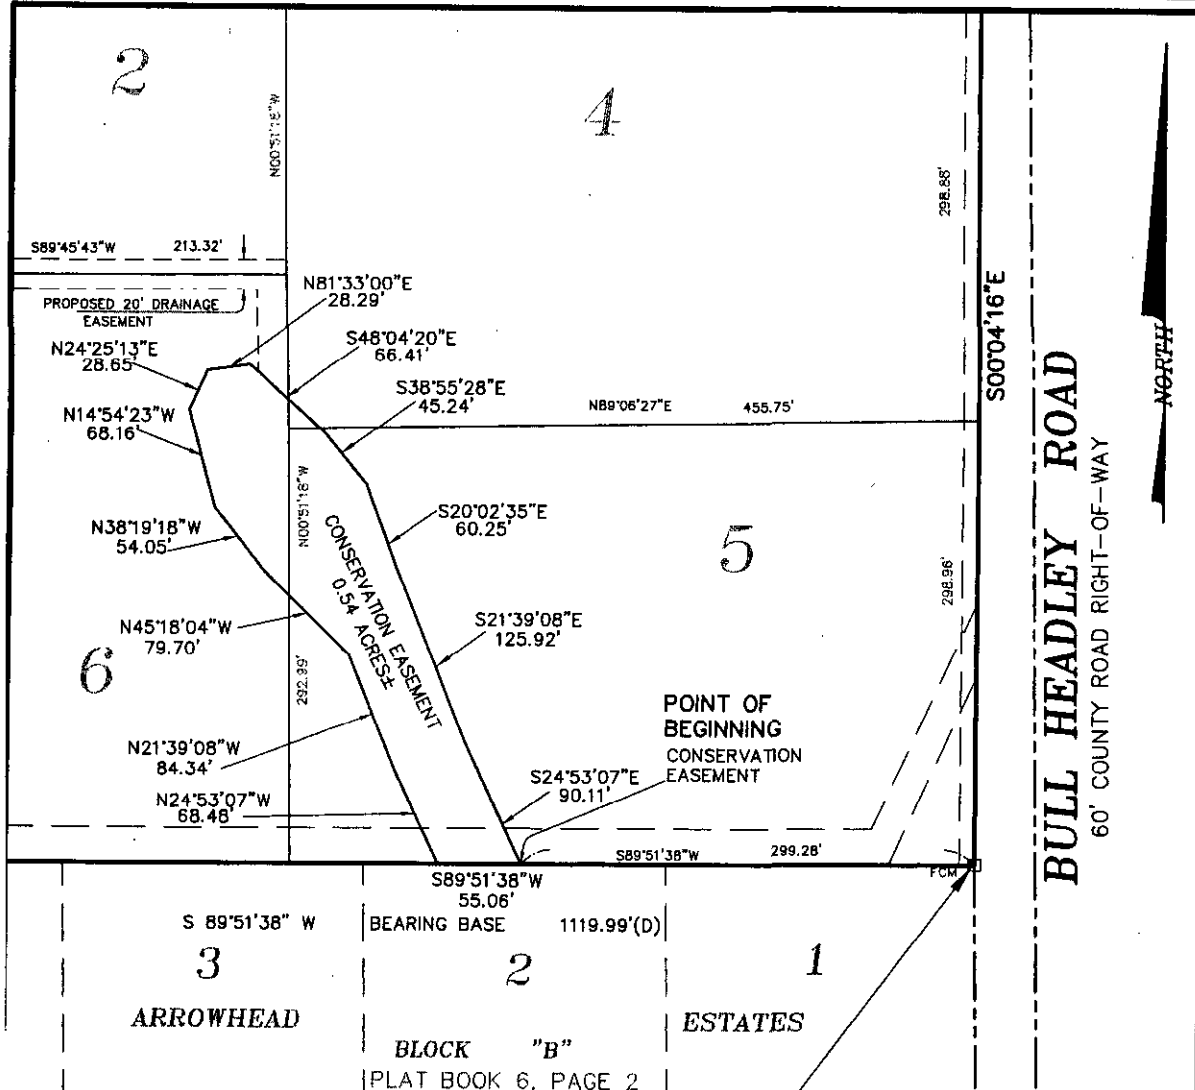 2
4
N00°51'18"W
298.88'
S89°45'43"W 213.32'
PROPOSED 20' DRAINAGE
EASEMENT
N81°33'00"E
28.29'
S00°04'16"E
NORTH
N24°25'13"E
28.65'
S48°04'20"E
66.41'
S38°55'28"E
45.24'
N89°06'27"E 455.75'
N14°54'23"W
68.16'
N00°51'18"W
S20°02'35"E
60.25'
5
N38°19'18"W
54.05'
CONSERVATION EASEMENT
0.54 ACRES±
298.96'
BULL HEADLEY ROAD
60' COUNTY ROAD RIGHT-OF-WAY
N45°18'04"W
79.70'
S21°39'08"E
125.92'
6
292.99'
POINT OF
BEGINNING
CONSERVATION
EASEMENT
N21°39'08"W
84.34'
S24°53'07"E
90.11'
N24°53'07"W
68.48'
S89°51'38"W 299.28'
FCM
S89°51'38"W
55.06'
S 89°51'38" W BEARING BASE 1119.99'(D)
3
2
1
ARROWHEAD ESTATES
BLOCK "B"
PLAT BOOK 6, PAGE 2